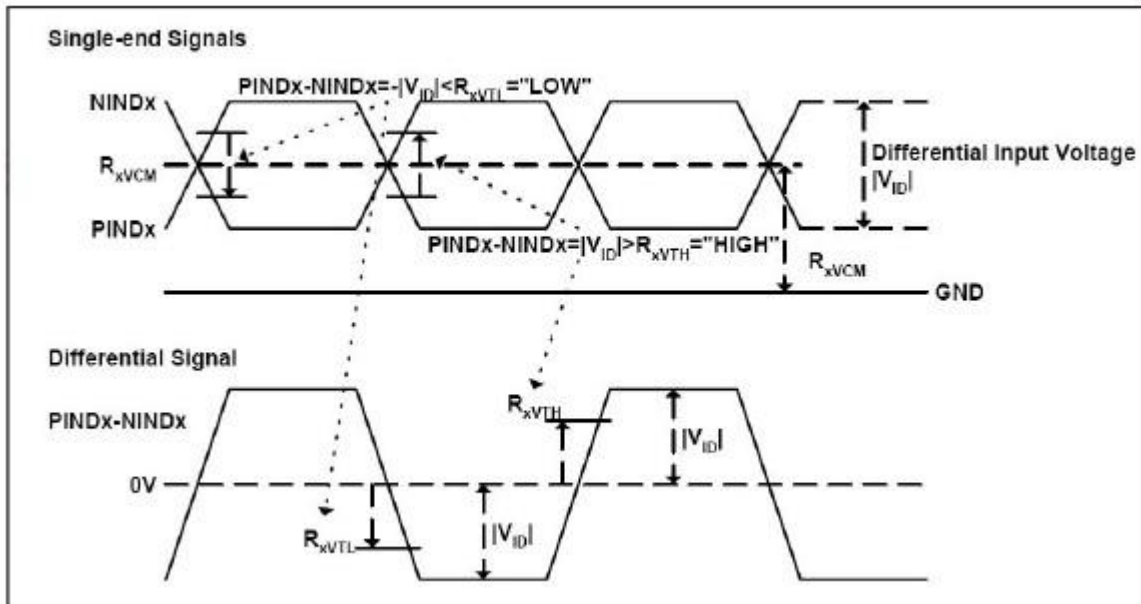 Single-end Signals
PINDx-NINDx=-|VID|<RxVTL="LOW"
NINDx
RxVCM
Differential Input Voltage
|VID|
PINDx
PINDx-NINDx=|VID|>RxVTH="HIGH"
RxVCM
GND
Differential Signal
PINDx-NINDx
RxVTH
|VID|
0V
RxVTL
|VID|